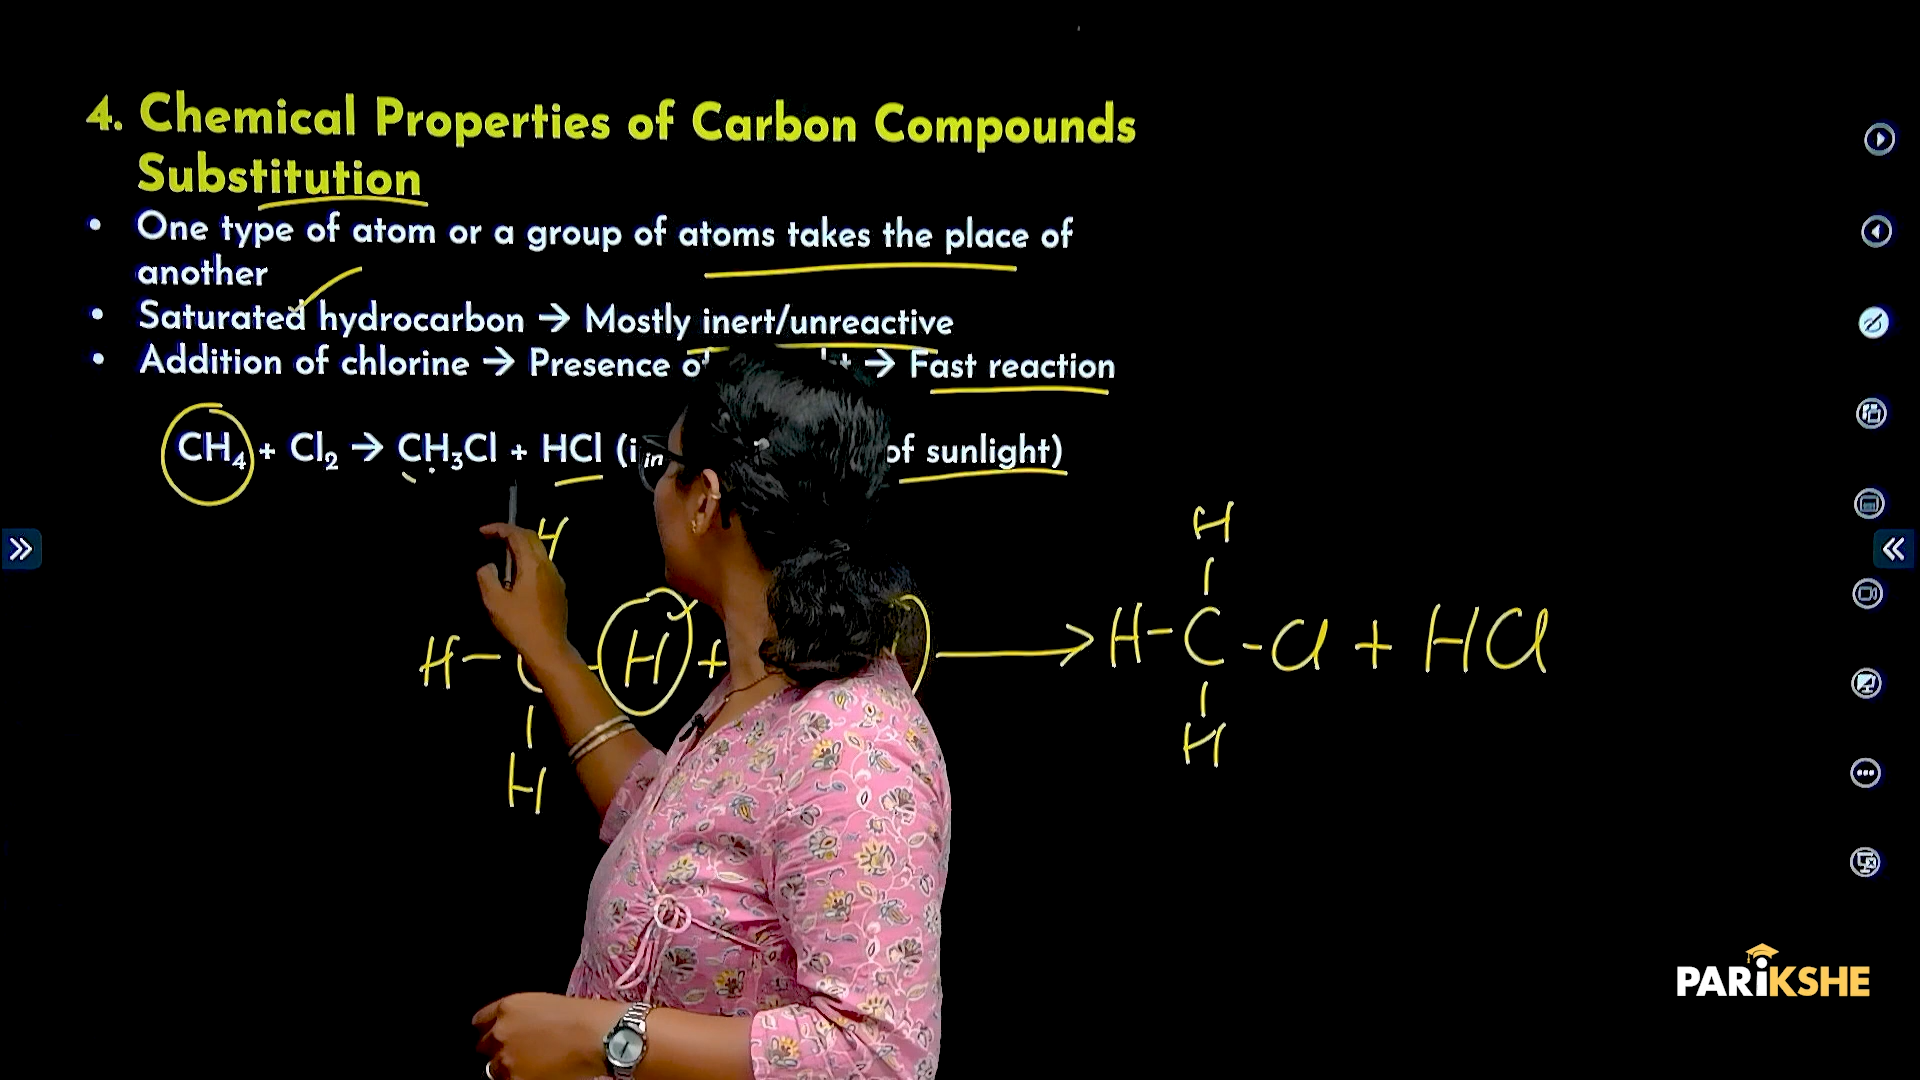 4. Chemical Properties of Carbon Compounds
Substitution
• One type of atom or a group of atoms takes the place of
another
• Saturated hydrocarbon → Mostly inert/unreactive
• Addition of chlorine → Presence → Fast reaction
CH₄ + Cl₂ → CH₃Cl + HCl (in of sunlight)
H
H
H – – H + ⟶ H – C – Cl + HCl
H
H
PARiKSHE